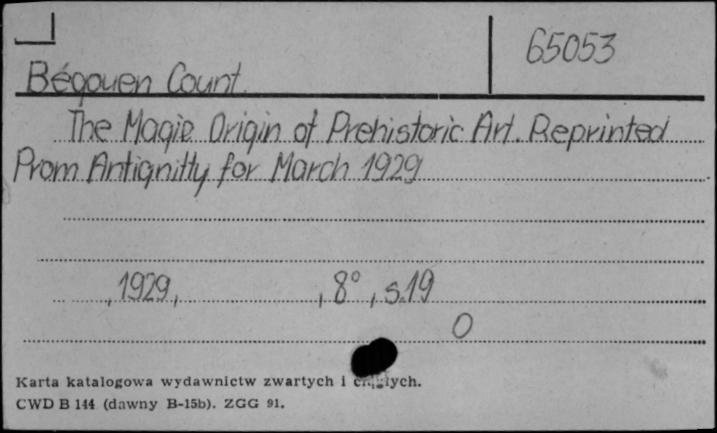 65053
Bégouen Count
The Magic Origin of Prehistoric Art. Reprinted
From Antiqnitty for March 1929
, 1929, , 8°, s.19
0
Karta katalogowa wydawnictw zwartych i
CWD B 144 (dawny B-15b). ZGG 91.